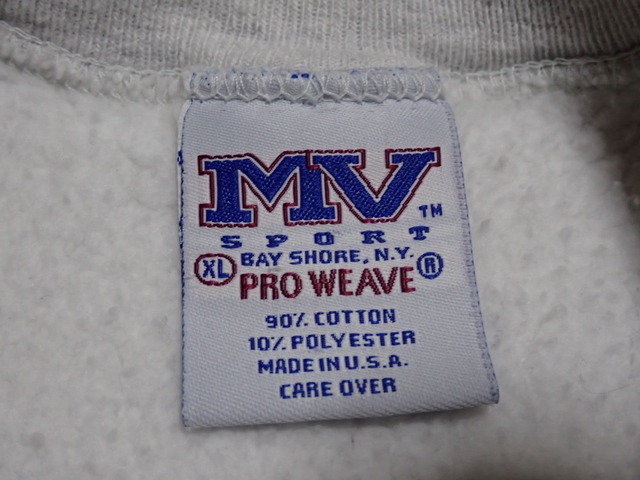 MV™
SPORT
BAY SHORE, N.Y.
XL PRO WEAVE ®
90% COTTON
10% POLYESTER
MADE IN U.S.A.
CARE OVER